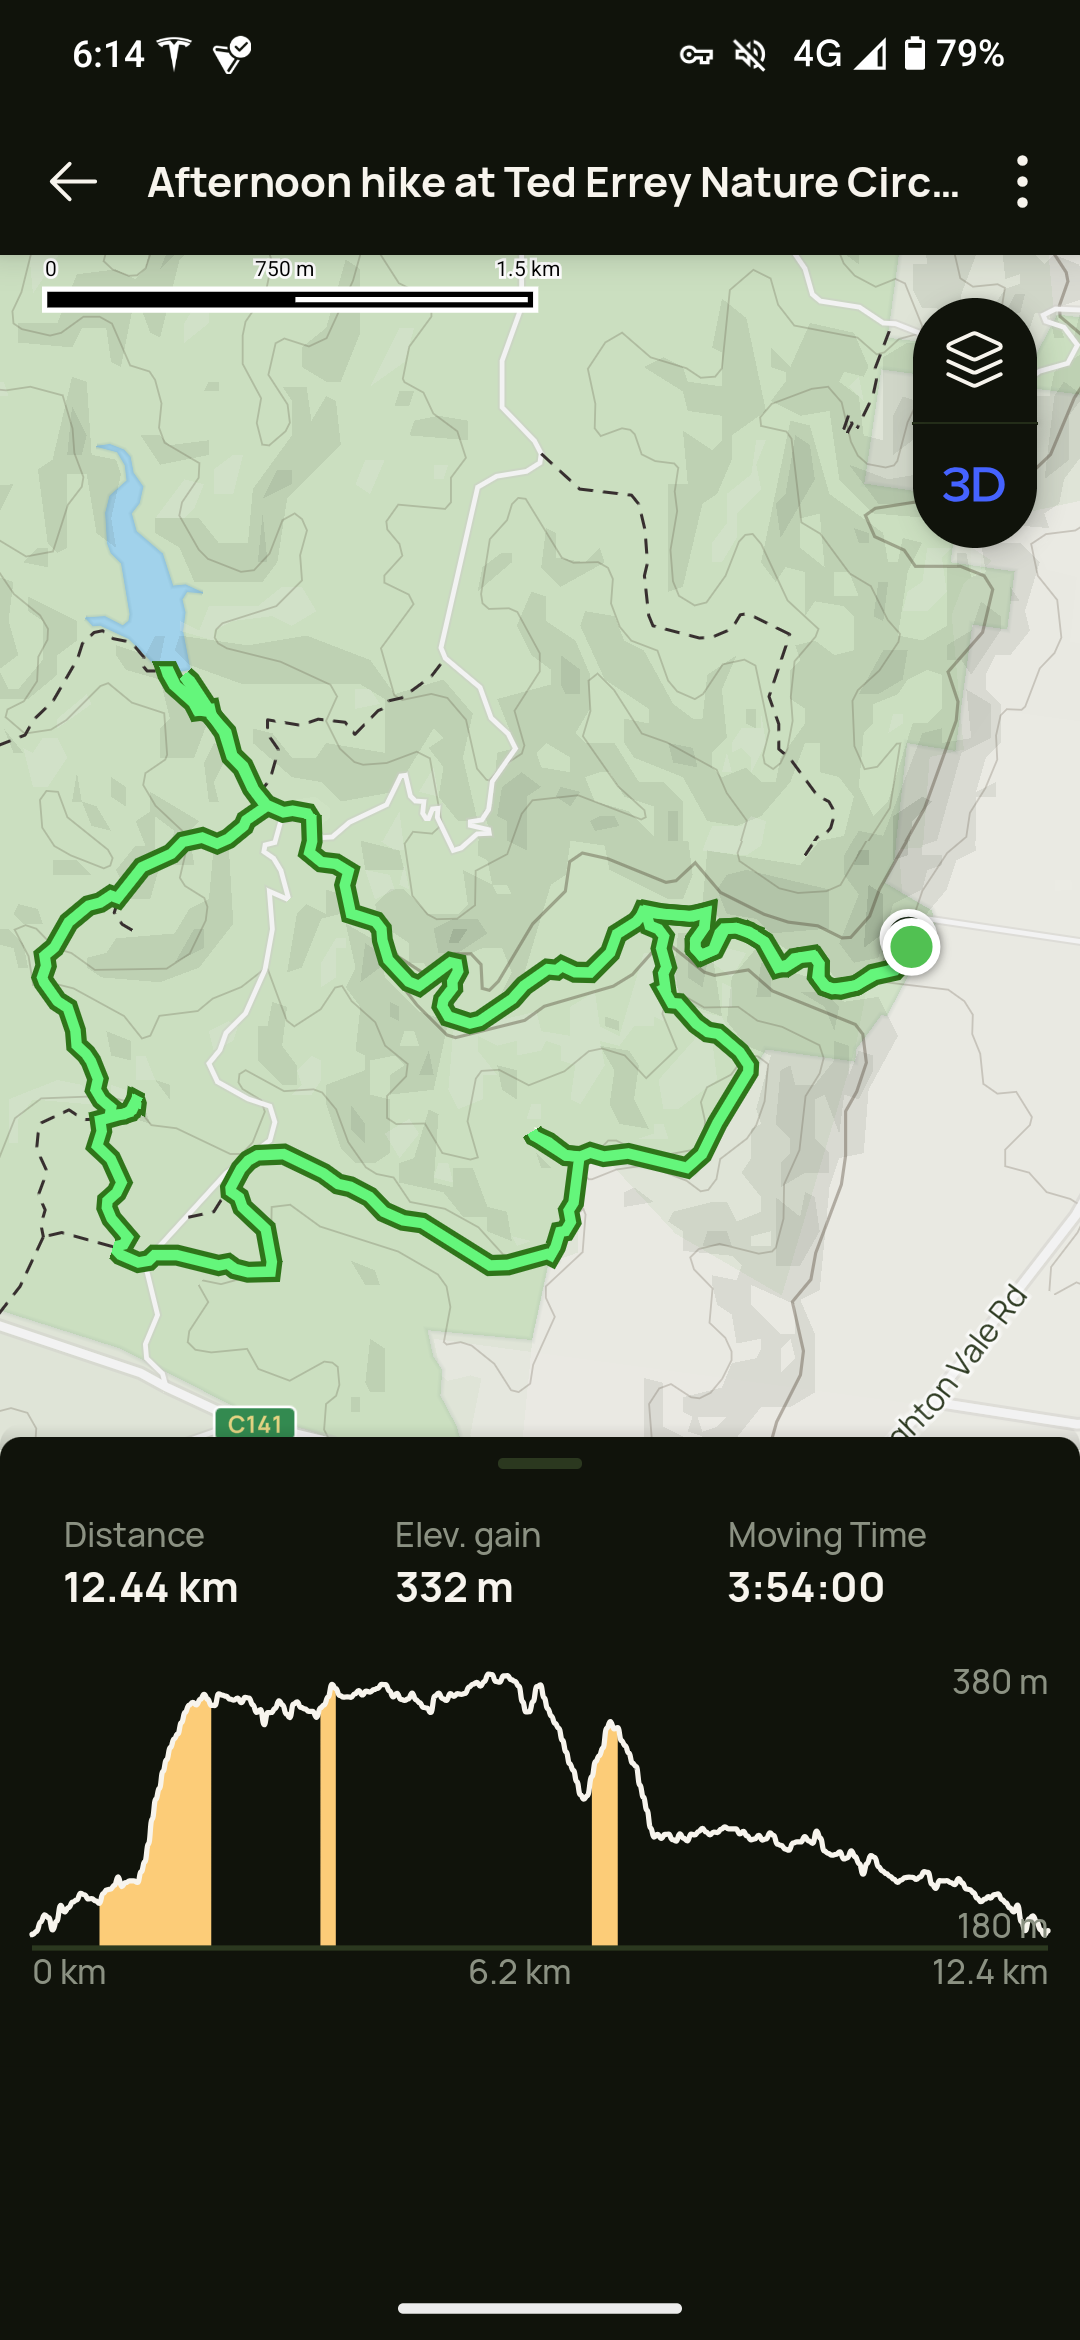 6:14 4G 79%
Afternoon hike at Ted Errey Nature Circ...
0 750 m 1.5 km
3D
ghton Vale Rd
C141
Distance Elev. gain Moving Time
12.44 km 332 m 3:54:00
380 m
180 m
0 km 6.2 km 12.4 km